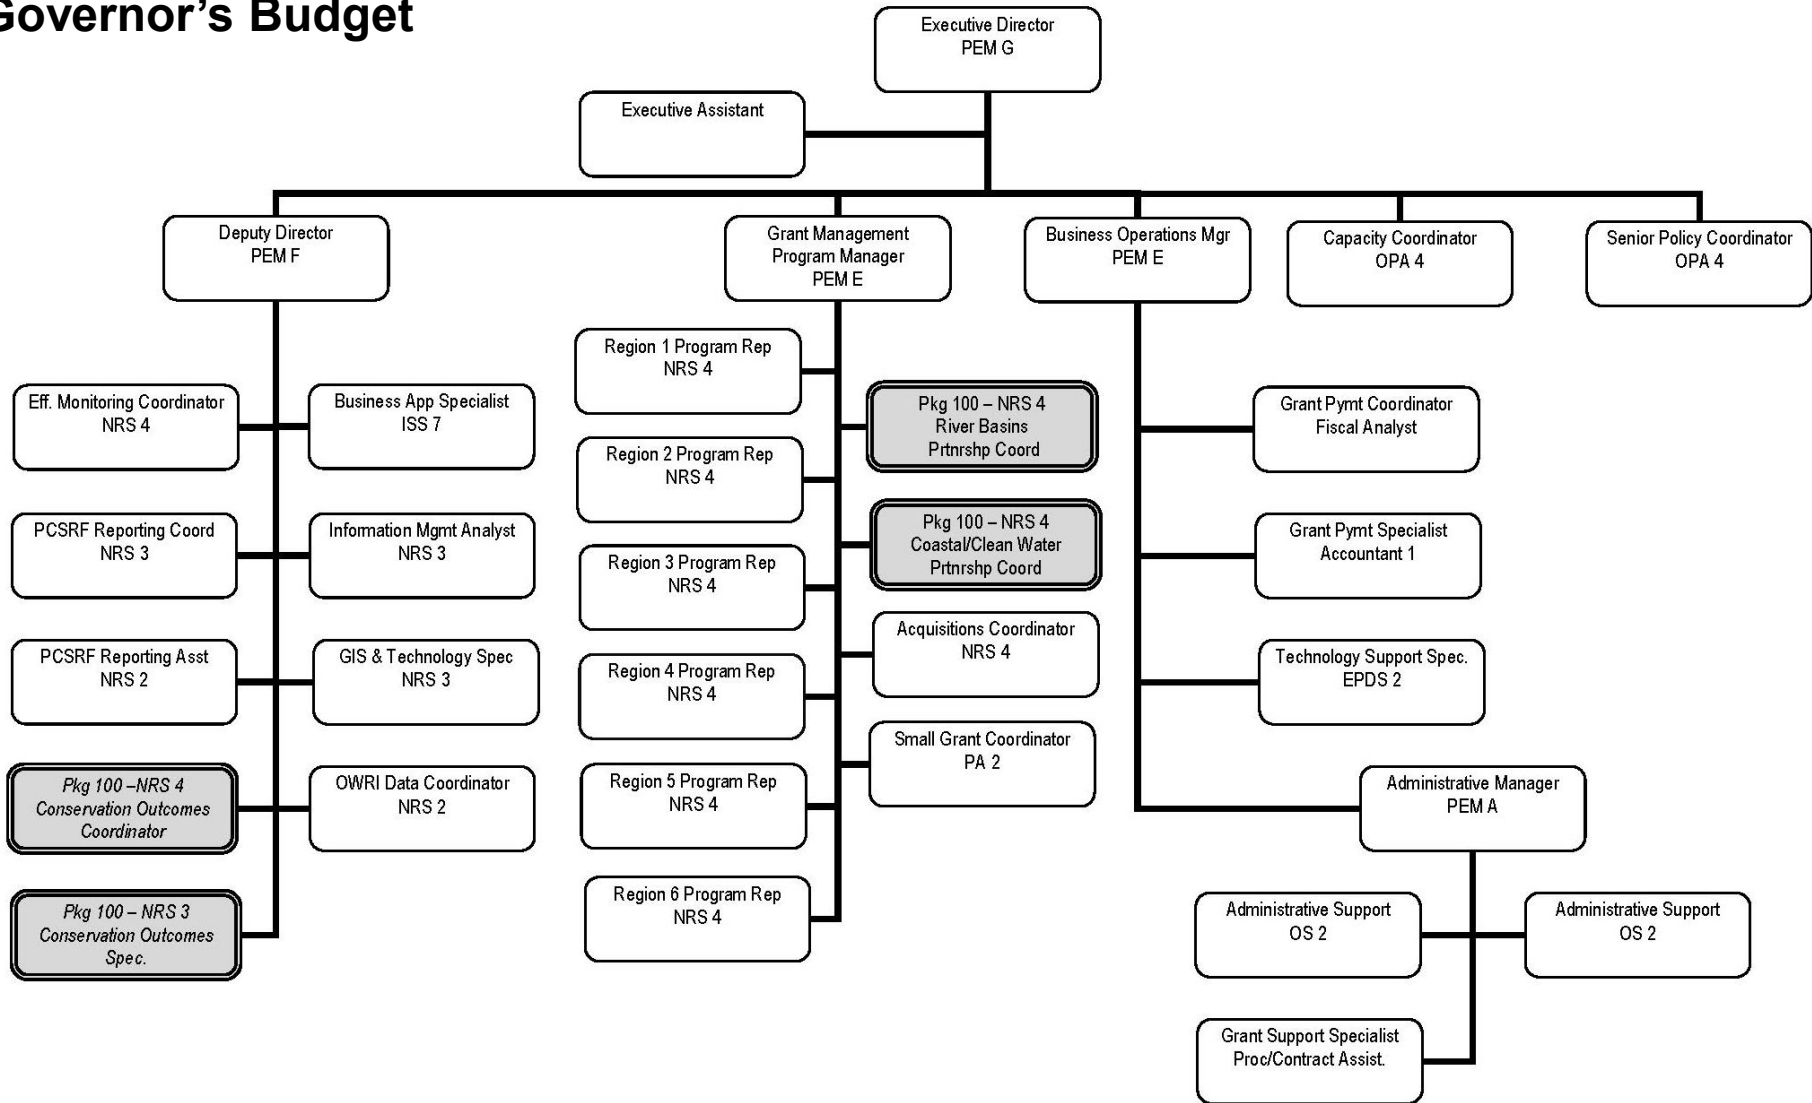 Governor's Budget
Executive Director
PEM G
Executive Assistant
Deputy Director
PEM F
Grant Management
Program Manager
PEM E
Business Operations Mgr
PEM E
Capacity Coordinator
OPA 4
Senior Policy Coordinator
OPA 4
Eff. Monitoring Coordinator
NRS 4
Business App Specialist
ISS 7
PCSRF Reporting Coord
NRS 3
Information Mgmt Analyst
NRS 3
PCSRF Reporting Asst
NRS 2
GIS & Technology Spec
NRS 3
Pkg 100 –NRS 4
Conservation Outcomes
Coordinator
OWRI Data Coordinator
NRS 2
Pkg 100 – NRS 3
Conservation Outcomes
Spec.
Region 1 Program Rep
NRS 4
Region 2 Program Rep
NRS 4
Region 3 Program Rep
NRS 4
Region 4 Program Rep
NRS 4
Region 5 Program Rep
NRS 4
Region 6 Program Rep
NRS 4
Pkg 100 – NRS 4
River Basins
Prtnrshp Coord
Pkg 100 – NRS 4
Coastal/Clean Water
Prtnrshp Coord
Acquisitions Coordinator
NRS 4
Small Grant Coordinator
PA 2
Grant Pymt Coordinator
Fiscal Analyst
Grant Pymt Specialist
Accountant 1
Technology Support Spec.
EPDS 2
Administrative Manager
PEM A
Administrative Support
OS 2
Administrative Support
OS 2
Grant Support Specialist
Proc/Contract Assist.